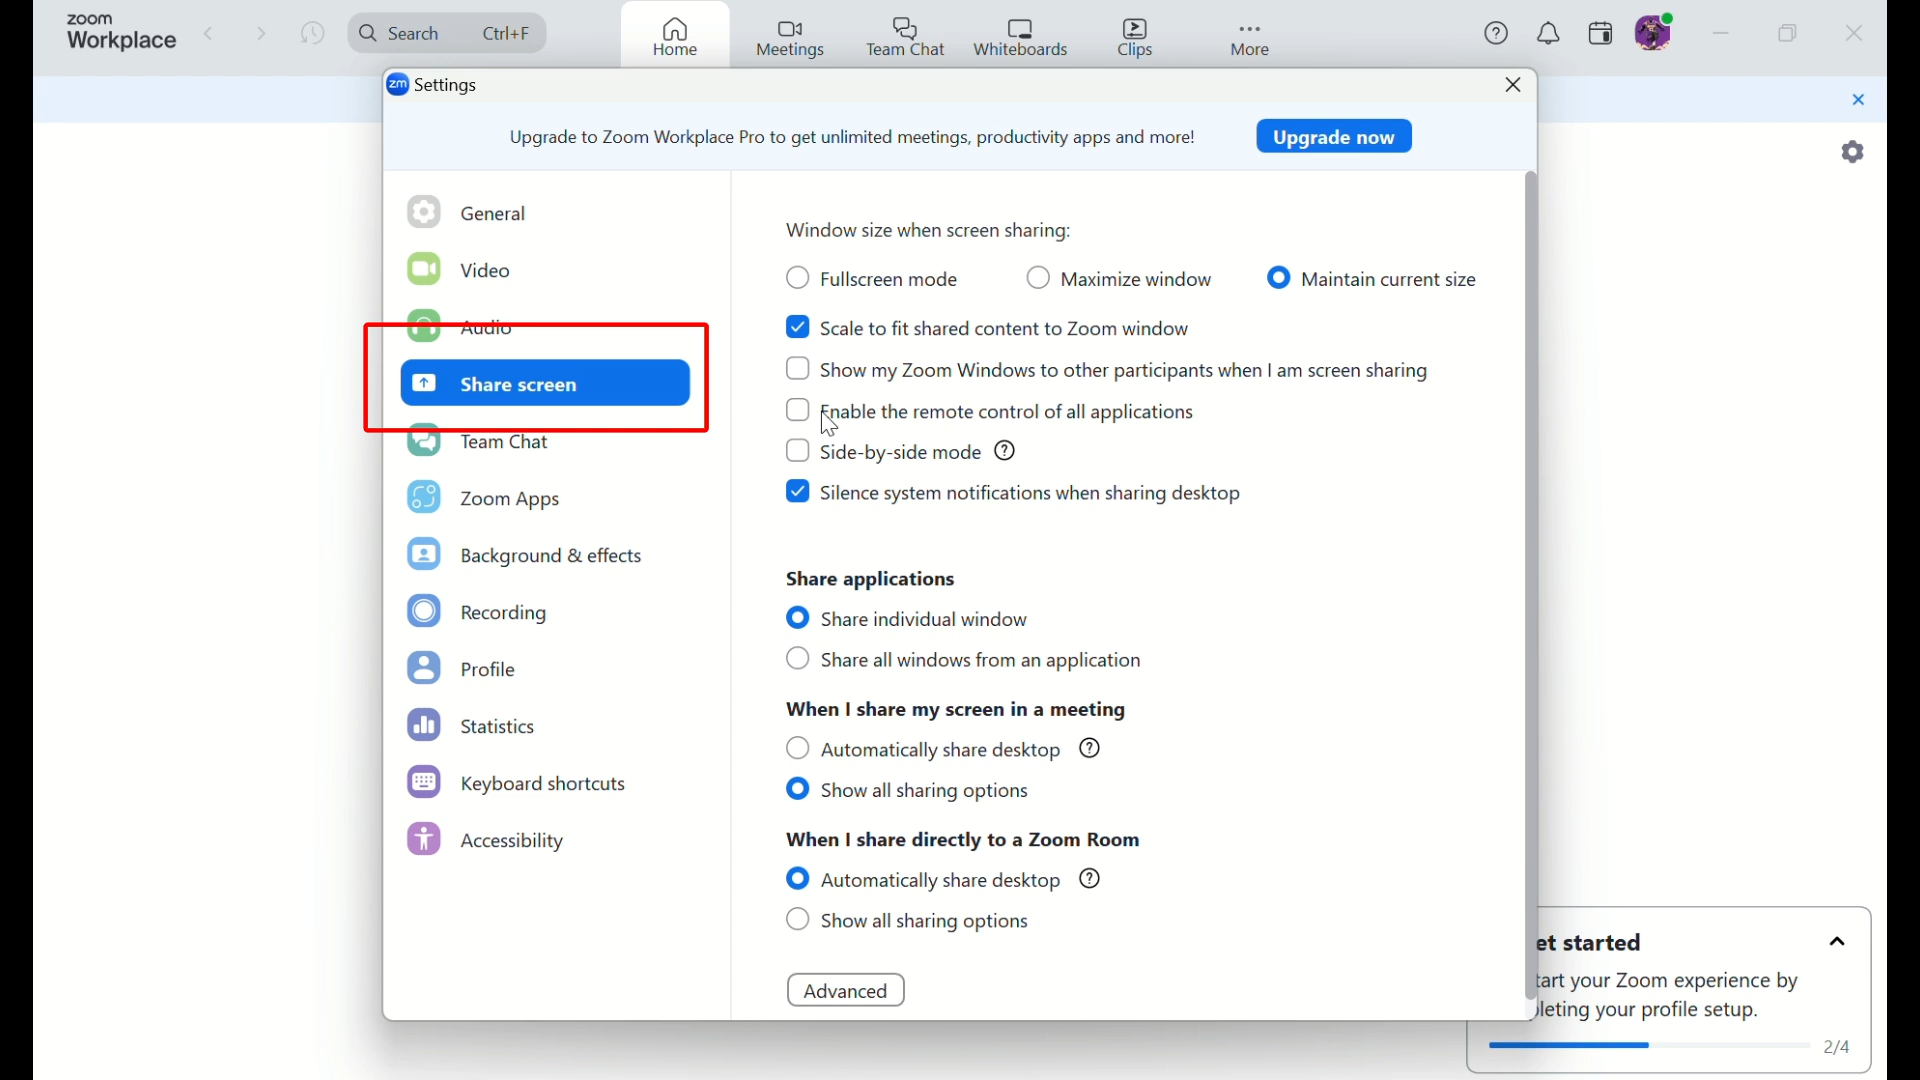 zoom
Workplace
Search Ctrl+F
Home
Meetings
Team Chat
Whiteboards
Clips
More
zm Settings
Upgrade to Zoom Workplace Pro to get unlimited meetings, productivity apps and more!
Upgrade now
General
Video
Audio
Share screen
Team Chat
Zoom Apps
Background & effects
Recording
Profile
Statistics
Keyboard shortcuts
Accessibility
Window size when screen sharing:
Fullscreen mode
Maximize window
Maintain current size
Scale to fit shared content to Zoom window
Show my Zoom Windows to other participants when I am screen sharing
Enable the remote control of all applications
Side-by-side mode
Silence system notifications when sharing desktop
Share applications
Share individual window
Share all windows from an application
When I share my screen in a meeting
Automatically share desktop
Show all sharing options
When I share directly to a Zoom Room
Automatically share desktop
Show all sharing options
Advanced
et started
tart your Zoom experience by
leting your profile setup.
2/4